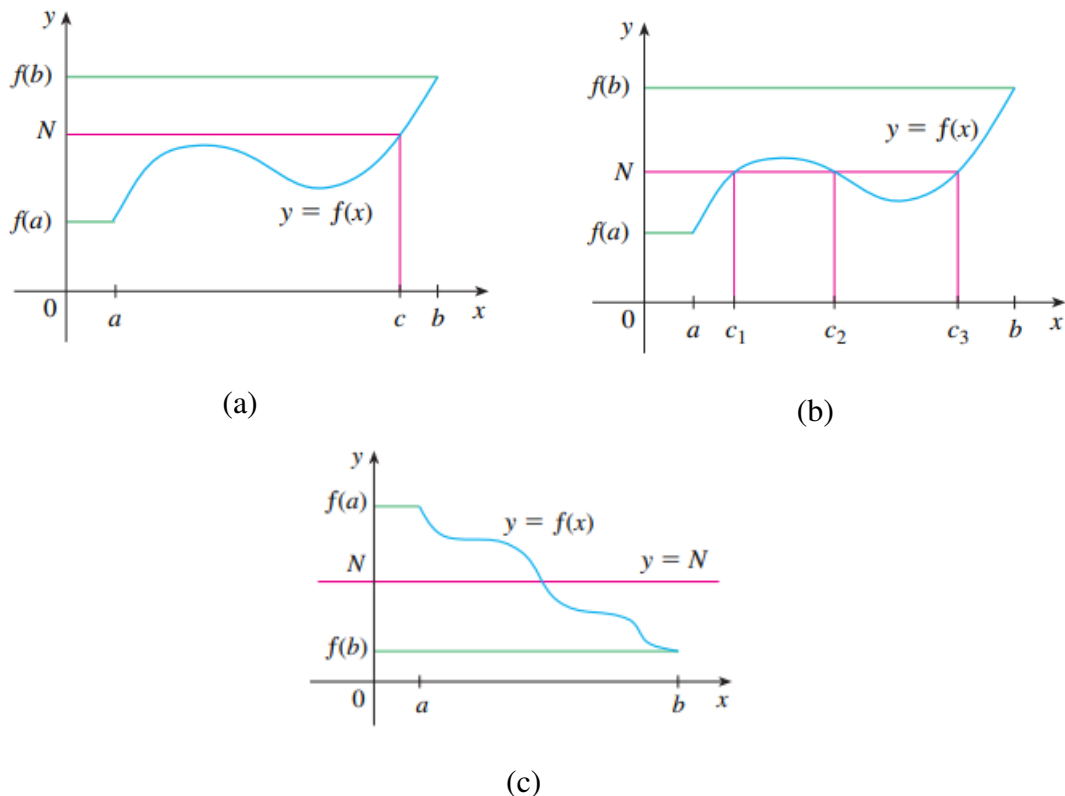 y
f(b)
N
f(a)
y = f(x)
0
a
c
b
x
(a)
y
f(b)
y = f(x)
N
f(a)
0
a
c₁
c₂
c₃
b
x
(b)
y
f(a)
y = f(x)
N
y = N
f(b)
0
a
b
x
(c)